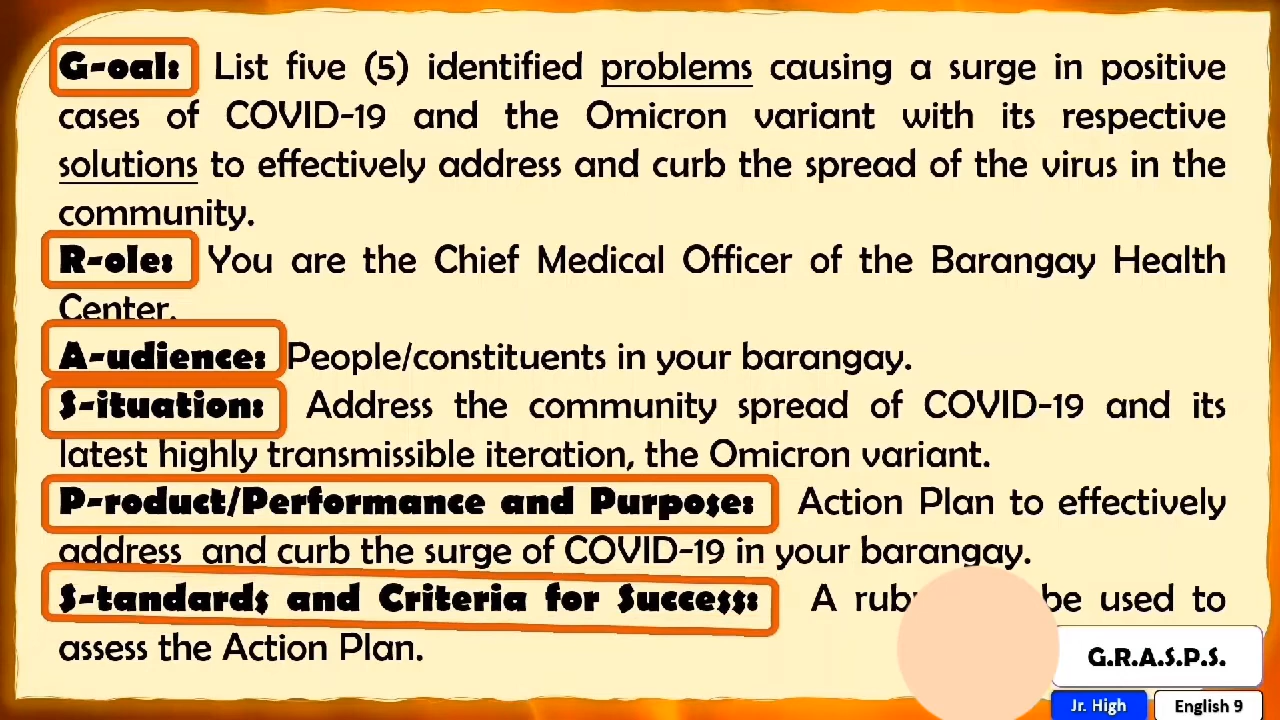 G-oal: List five (5) identified problems causing a surge in positive
cases of COVID-19 and the Omicron variant with its respective
solutions to effectively address and curb the spread of the virus in the
community.
R-ole: You are the Chief Medical Officer of the Barangay Health
Center.
A-udience: People/constituents in your barangay.
S-ituation: Address the community spread of COVID-19 and its
latest highly transmissible iteration, the Omicron variant.
P-roduct/Performance and Purpose: Action Plan to effectively
address and curb the surge of COVID-19 in your barangay.
S-tandards and Criteria for Success: A be used to
assess the Action Plan.
G.R.A.S.P.S.
Jr. High English 9